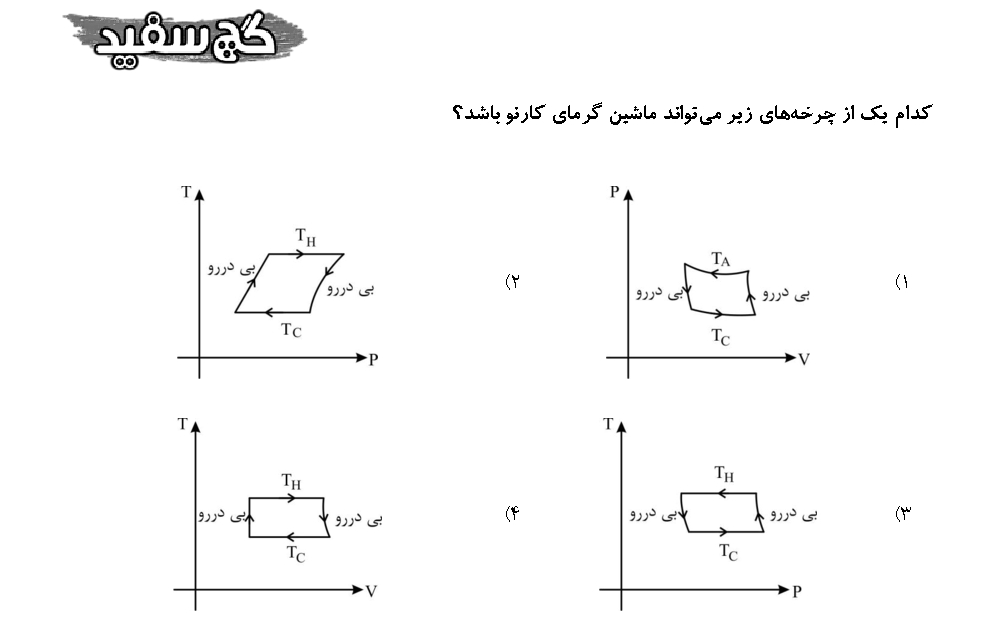 گچ سفید
کدام یک از چرخه‌های زیر می‌تواند ماشین گرمای کارنو باشد؟
۱)
P
T_A
بی دررو
بی دررو
T_C
V
۲)
T
T_H
بی دررو
بی دررو
T_C
P
۳)
T
T_H
بی دررو
بی دررو
T_C
P
۴)
T
T_H
بی دررو
بی دررو
T_C
V